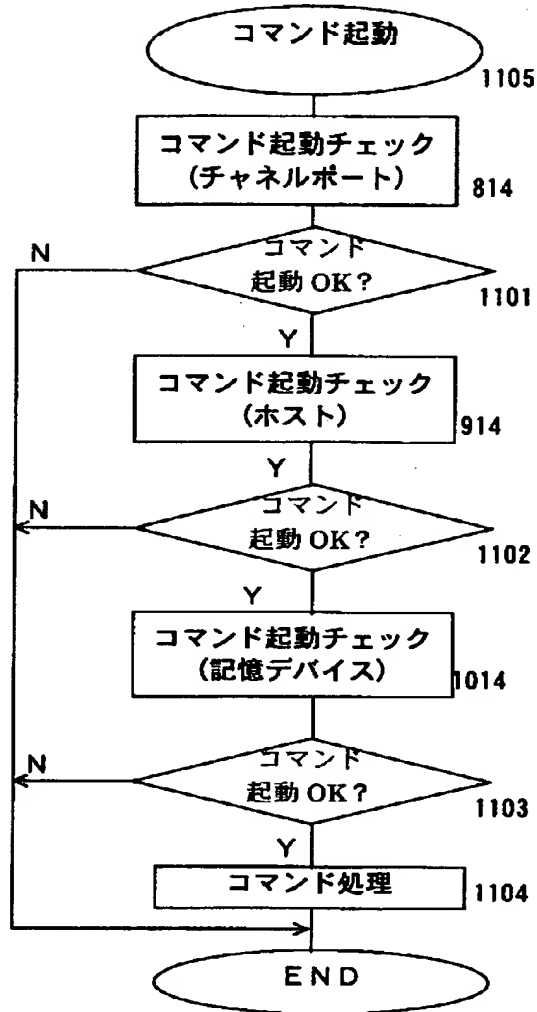 コマンド起動
1105
コマンド起動チェック
(チャネルポート)
814
N
コマンド
起動 OK?
1101
Y
コマンド起動チェック
(ホスト)
914
Y
N
コマンド
起動 OK?
1102
Y
コマンド起動チェック
(記憶デバイス)
1014
N
コマンド
起動 OK?
1103
Y
コマンド処理
1104
END